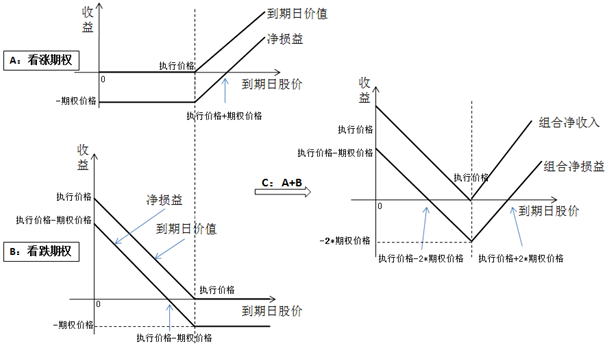 收
益
到期日价值
净损益
A：看涨期权
执行价格
0
到期日股价
-期权价格
执行价格+期权价格
收
益
执行价格
净损益
执行价格-期权价格
到期日价值
B：看跌期权
执行价格
0
到期日股价
-期权价格
执行价格-期权价格
C：A+B
收
益
组合净收入
执行价格
执行价格-期权价格
执行价格
组合净损益
0
到期日股价
-2*期权价格
执行价格-2*期权价格
执行价格+2*期权价格